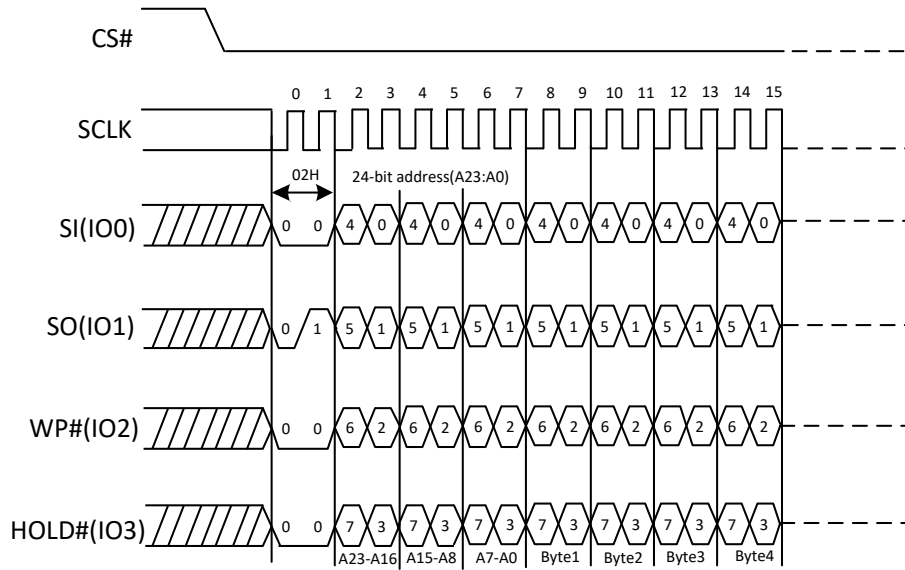 CS#
0 1 2 3 4 5 6 7 8 9 10 11 12 13 14 15
SCLK
02H 24-bit address(A23:A0)
SI(IO0) 0 0 4 0 4 0 4 0 4 0 4 0 4 0 4 0
SO(IO1) 0 1 5 1 5 1 5 1 5 1 5 1 5 1 5 1
WP#(IO2) 0 0 6 2 6 2 6 2 6 2 6 2 6 2 6 2
HOLD#(IO3) 0 0 7 3 7 3 7 3 7 3 7 3 7 3 7 3
A23-A16 A15-A8 A7-A0 Byte1 Byte2 Byte3 Byte4